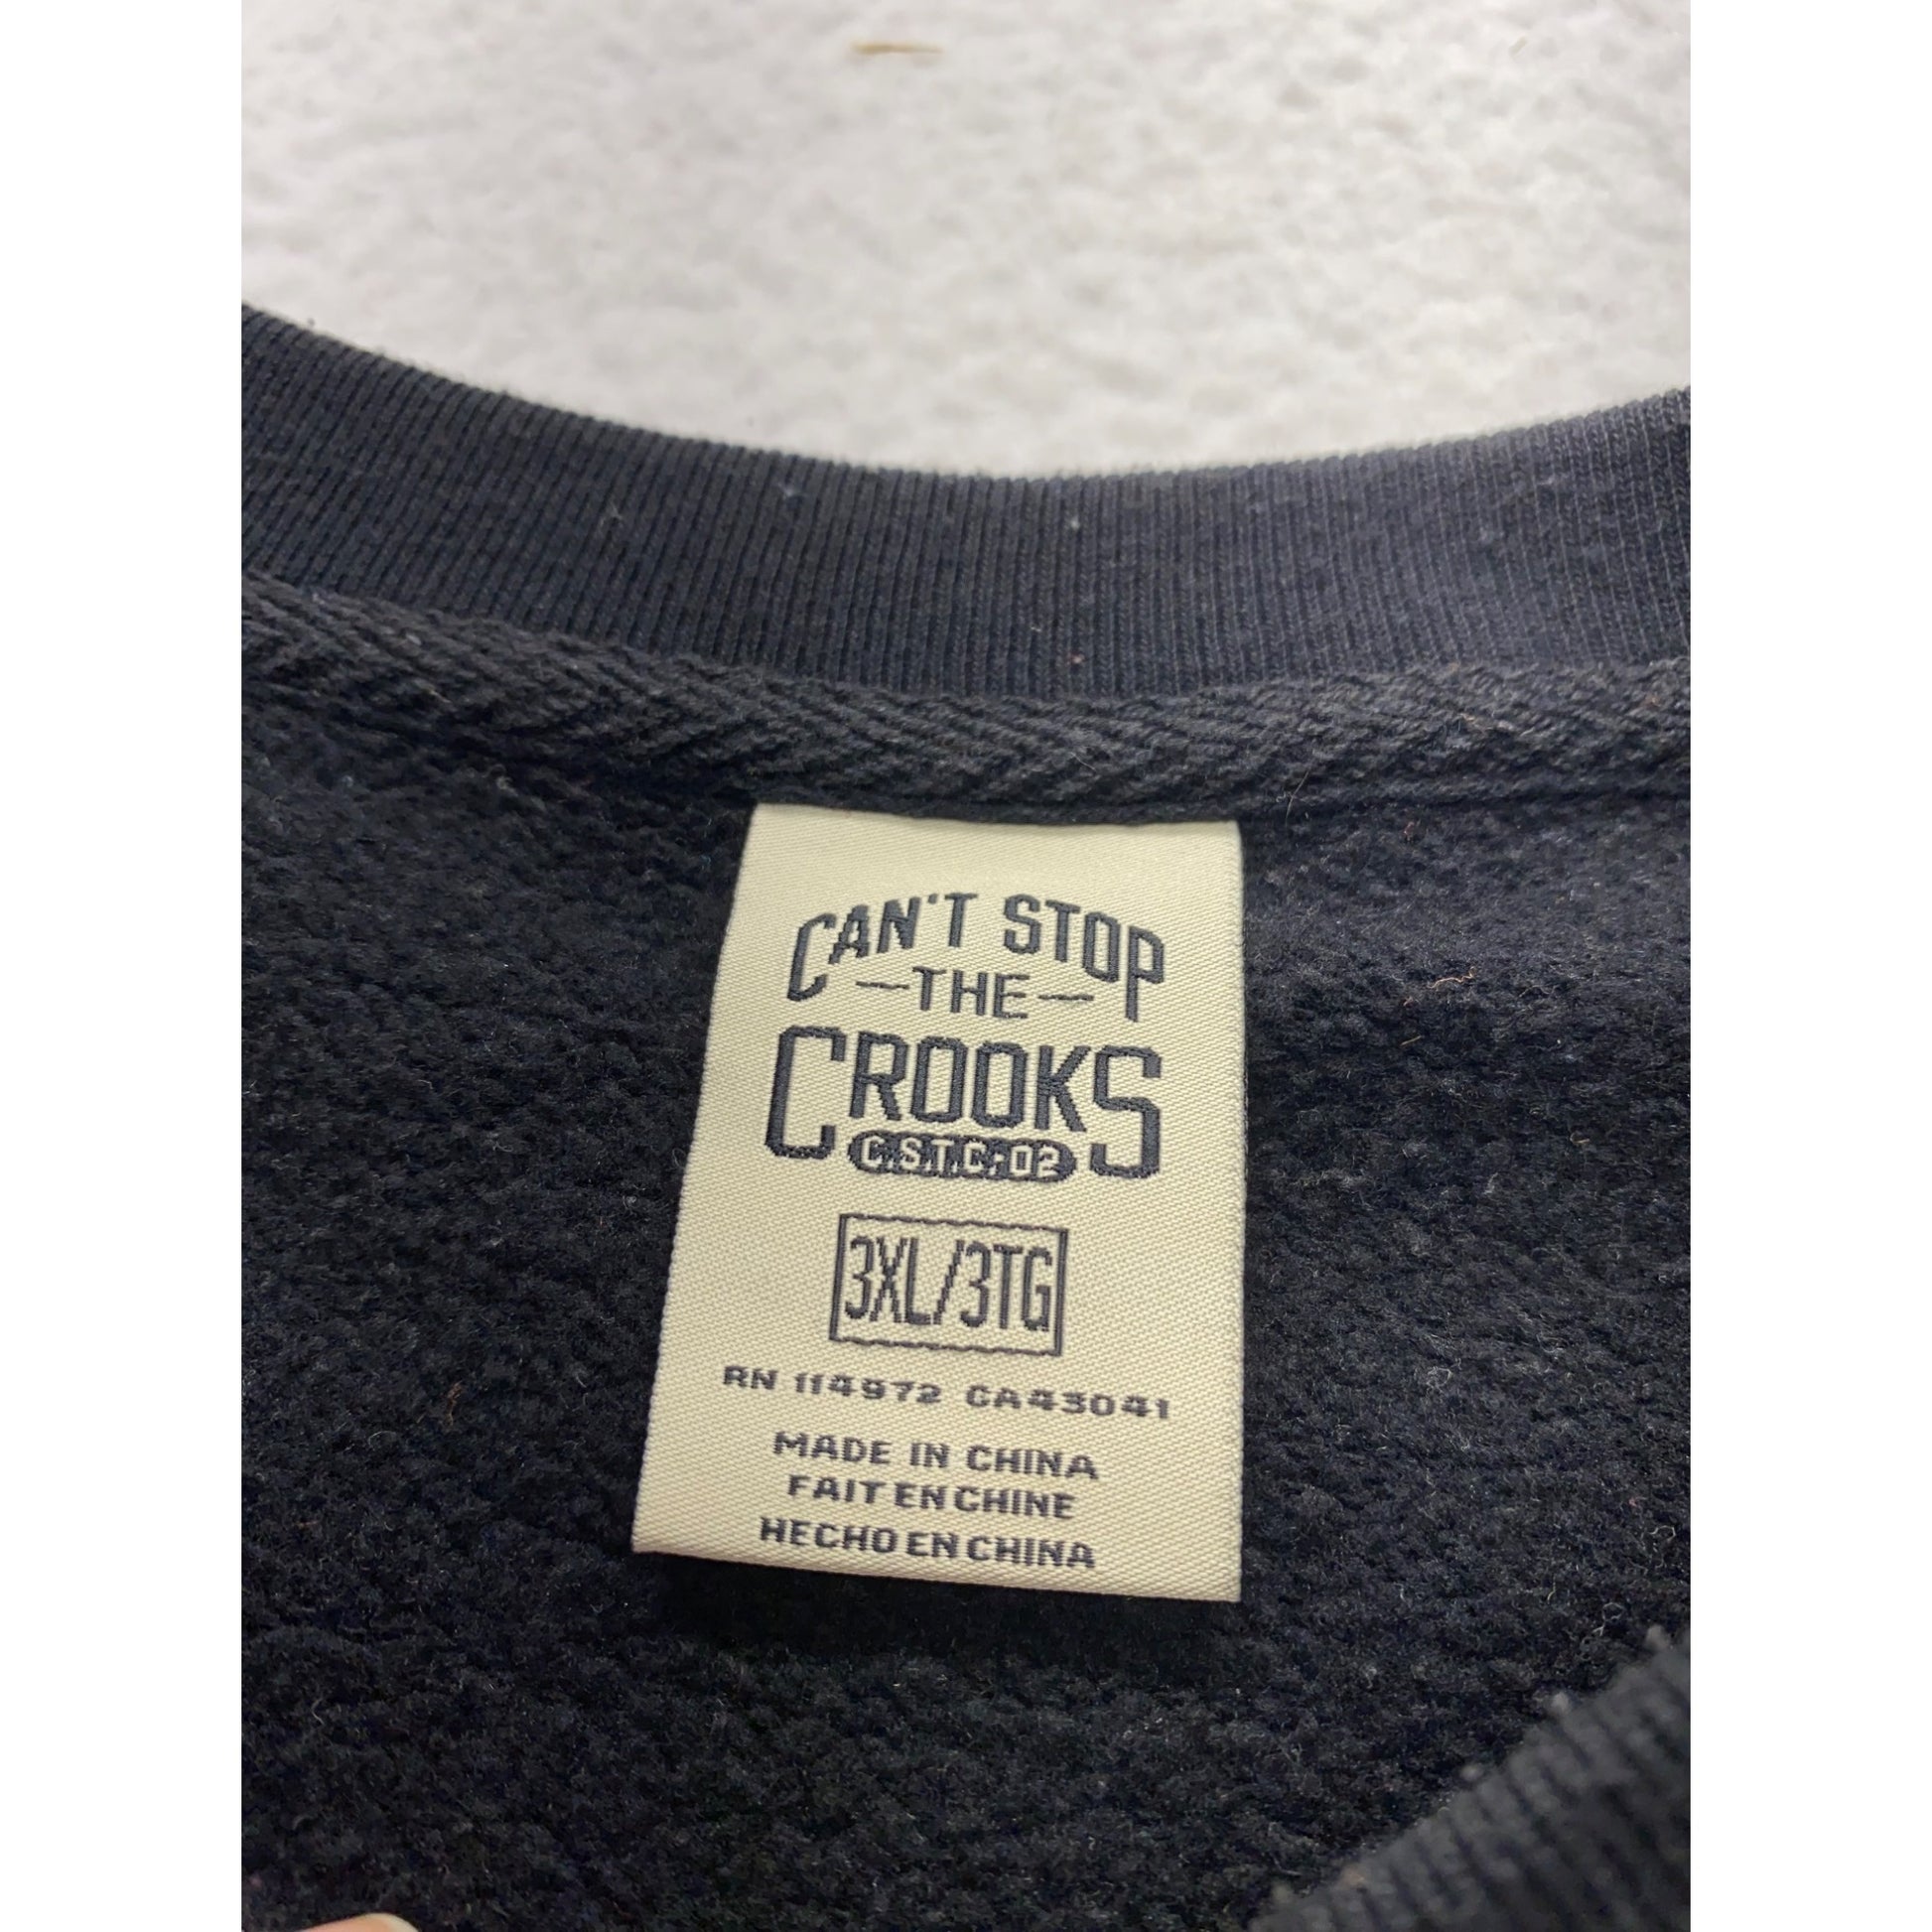 CAN'T STOP
—THE—
CROOKS
C.S.T.C-02
3XL/3TG
RN 114972 CA43041
MADE IN CHINA
FAIT EN CHINE
HECHO EN CHINA